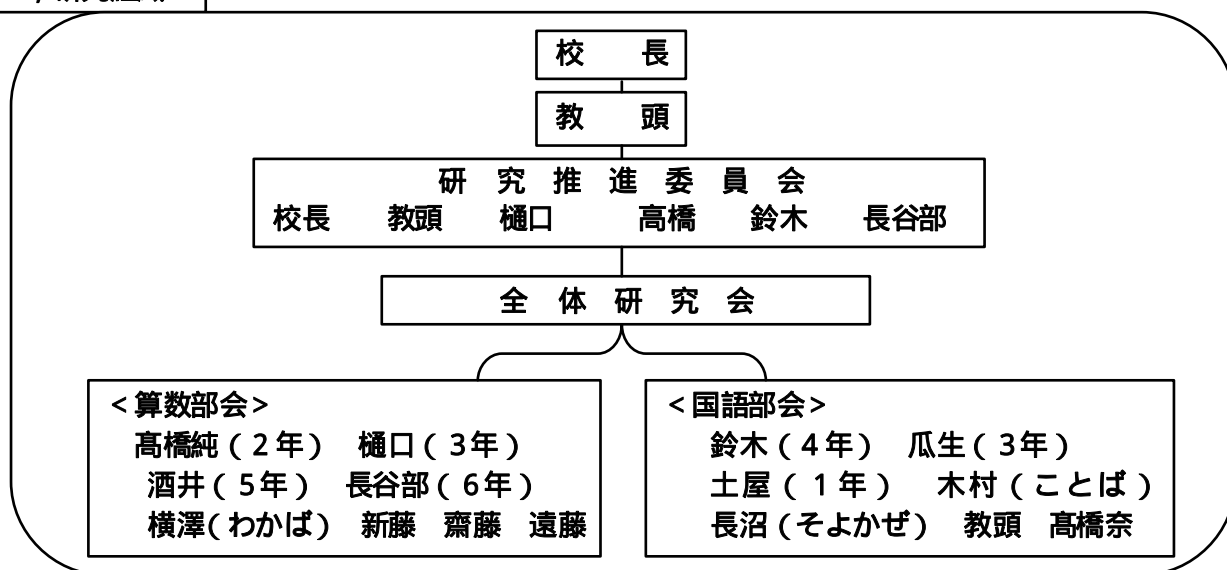 校　長
教　頭
研 究 推 進 委 員 会
校長　教頭　樋口　高橋　鈴木　長谷部
全 体 研 究 会
<算数部会>
髙橋純（２年）　樋口（３年）
酒井（５年）　長谷部（６年）
横澤（わかば）　新藤　齋藤　遠藤
<国語部会>
鈴木（４年）　瓜生（３年）
土屋（１年）　木村（ことば）
長沼（そよかぜ）　教頭　髙橋奈